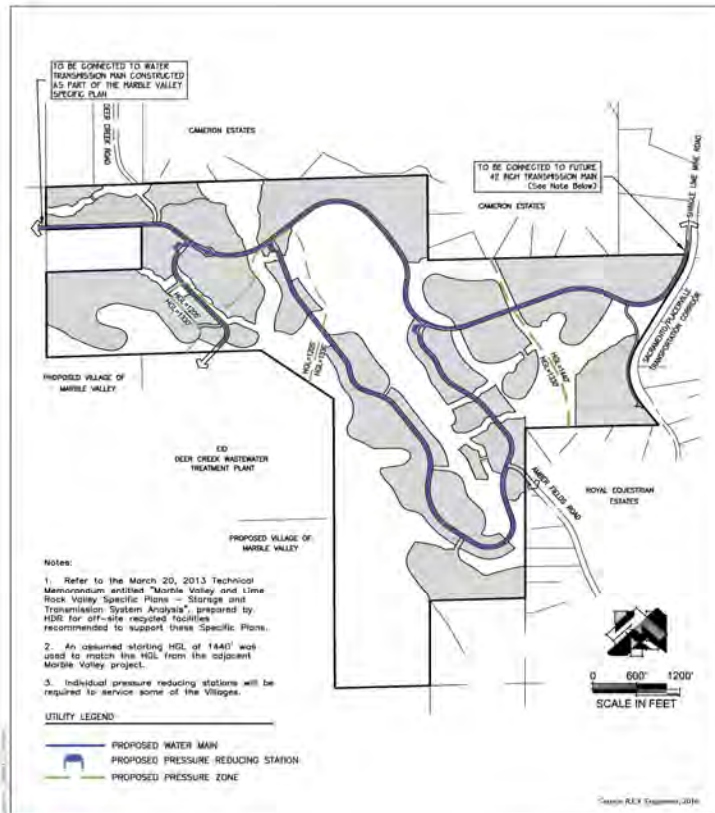 TO BE CONNECTED TO WATER
TRANSMISSION MAIN CONSTRUCTED
AS PART OF THE MARBLE VALLEY
SPECIFIC PLAN
DEER CREEK ROAD
CAMERON ESTATES
TO BE CONNECTED TO FUTURE
42 INCH TRANSMISSION MAIN
(See Note Below)
CAMERON ESTATES
SHINGLE LIME MINE ROAD
SACRAMENTO/PLACERVILLE
TRANSPORTATION CORRIDOR
HGL=1440'
HGL=1330'
PROPOSED VILLAGE OF
MARBLE VALLEY
EID
DEER CREEK WASTEWATER
TREATMENT PLANT
AMBER FIELDS ROAD
ROYAL EQUESTRIAN
ESTATES
PROPOSED VILLAGE OF
MARBLE VALLEY
Notes:
1. Refer to the March 20, 2013 Technical
Memorandum entitled "Marble Valley and Lime
Rock Valley Specific Plans – Storage and
Transmission System Analysis", prepared by
HDR for off-site recycled facilities
recommended to support these Specific Plans.
2. An assumed starting HGL of 1440' was
used to match the HGL from the adjacent
Marble Valley project.
3. Individual pressure reducing stations will be
required to service some of the Villages.
UTILITY LEGEND
PROPOSED WATER MAIN
PROPOSED PRESSURE REDUCING STATION
PROPOSED PRESSURE ZONE
0 600' 1200'
SCALE IN FEET